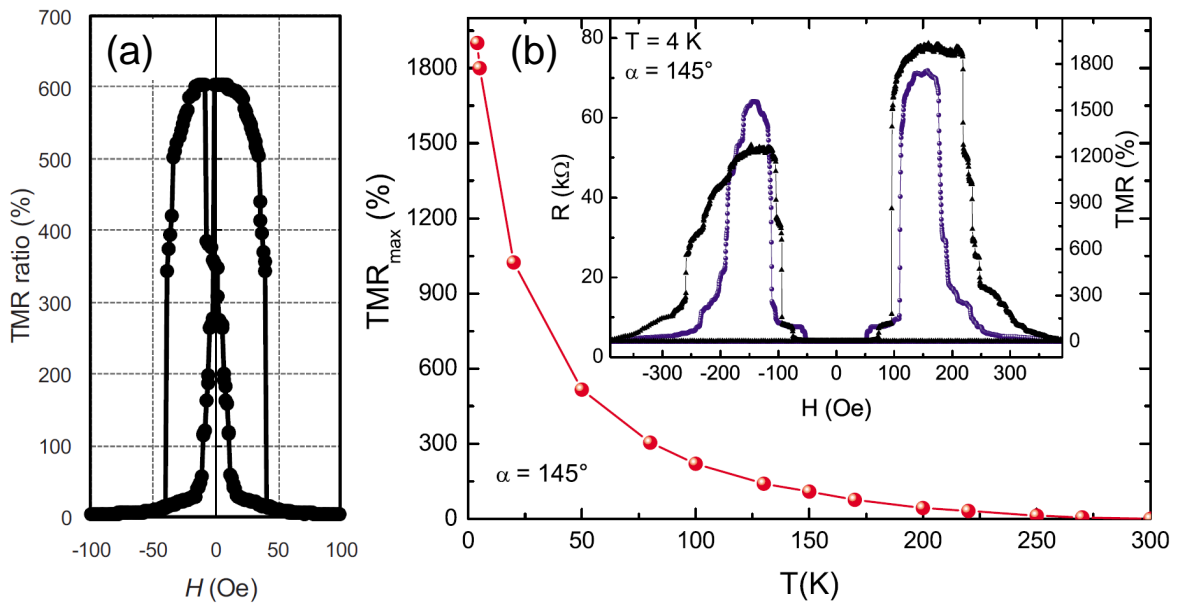 (a)
TMR ratio (%)
700
600
500
400
300
200
100
0
-100 -50 0 50 100
H (Oe)
(b)
TMRmax (%)
1800
1500
1200
900
600
300
0
α = 145°
0 50 100 150 200 250 300
T(K)
T = 4 K
α = 145°
R (kΩ)
80
60
40
20
0
TMR (%)
1800
1500
1200
900
600
300
0
-300 -200 -100 0 100 200 300
H (Oe)